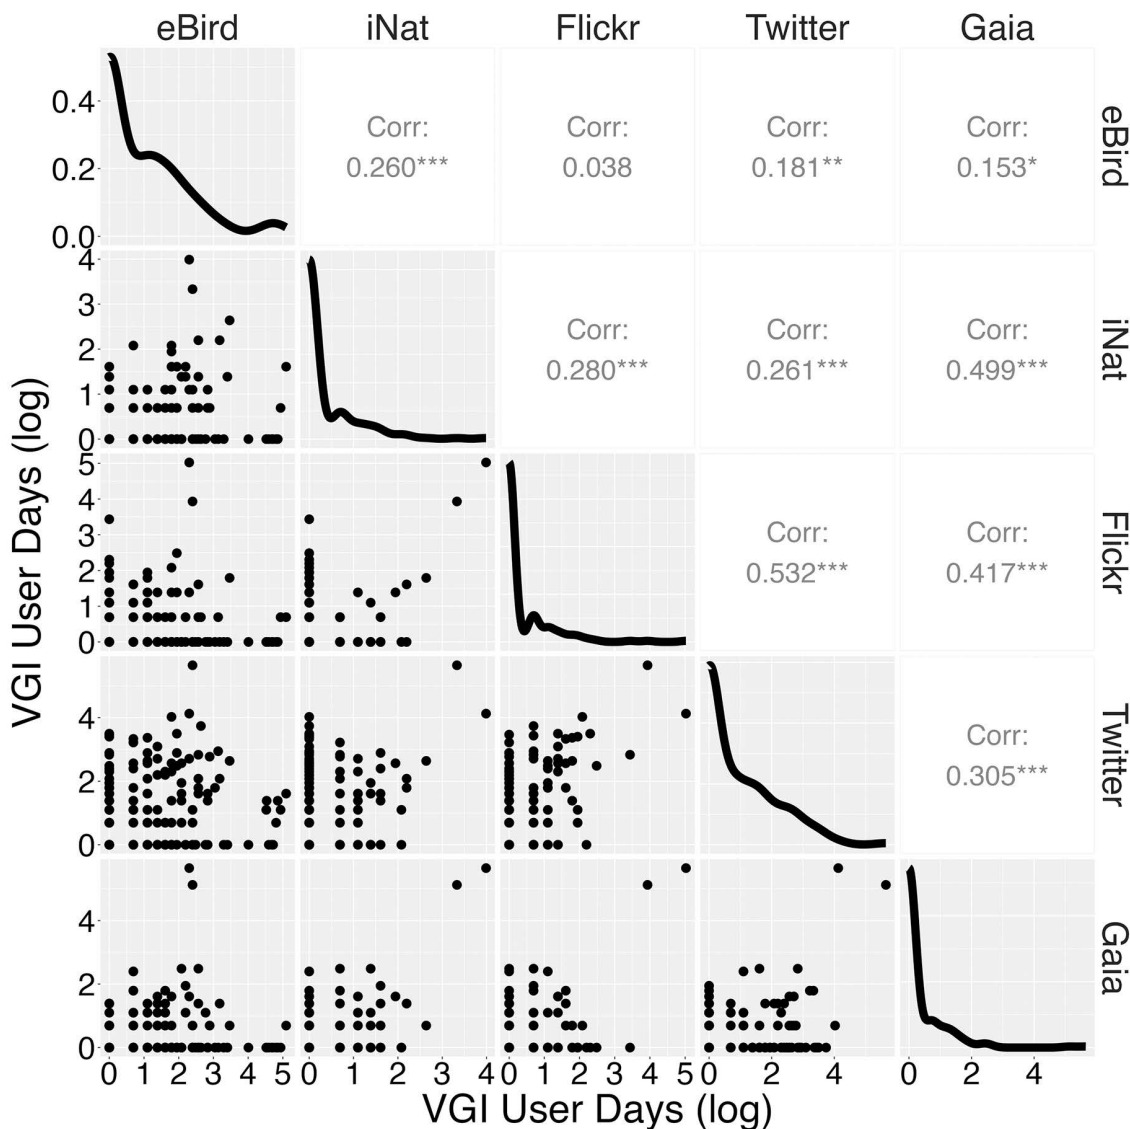 eBird iNat Flickr Twitter Gaia
0.4
0.2
0.0
Corr:
0.260***
Corr:
0.038
Corr:
0.181**
Corr:
0.153*
eBird
4
3
2
1
0
Corr:
0.280***
Corr:
0.261***
Corr:
0.499***
iNat
VGI User Days (log)
5
4
3
2
1
0
Corr:
0.532***
Corr:
0.417***
Flickr
4
2
0
Corr:
0.305***
Twitter
4
2
0
Gaia
0 1 2 3 4 5 0 1 2 3 4 0 1 2 3 4 5 0 2 4 0 2 4
VGI User Days (log)